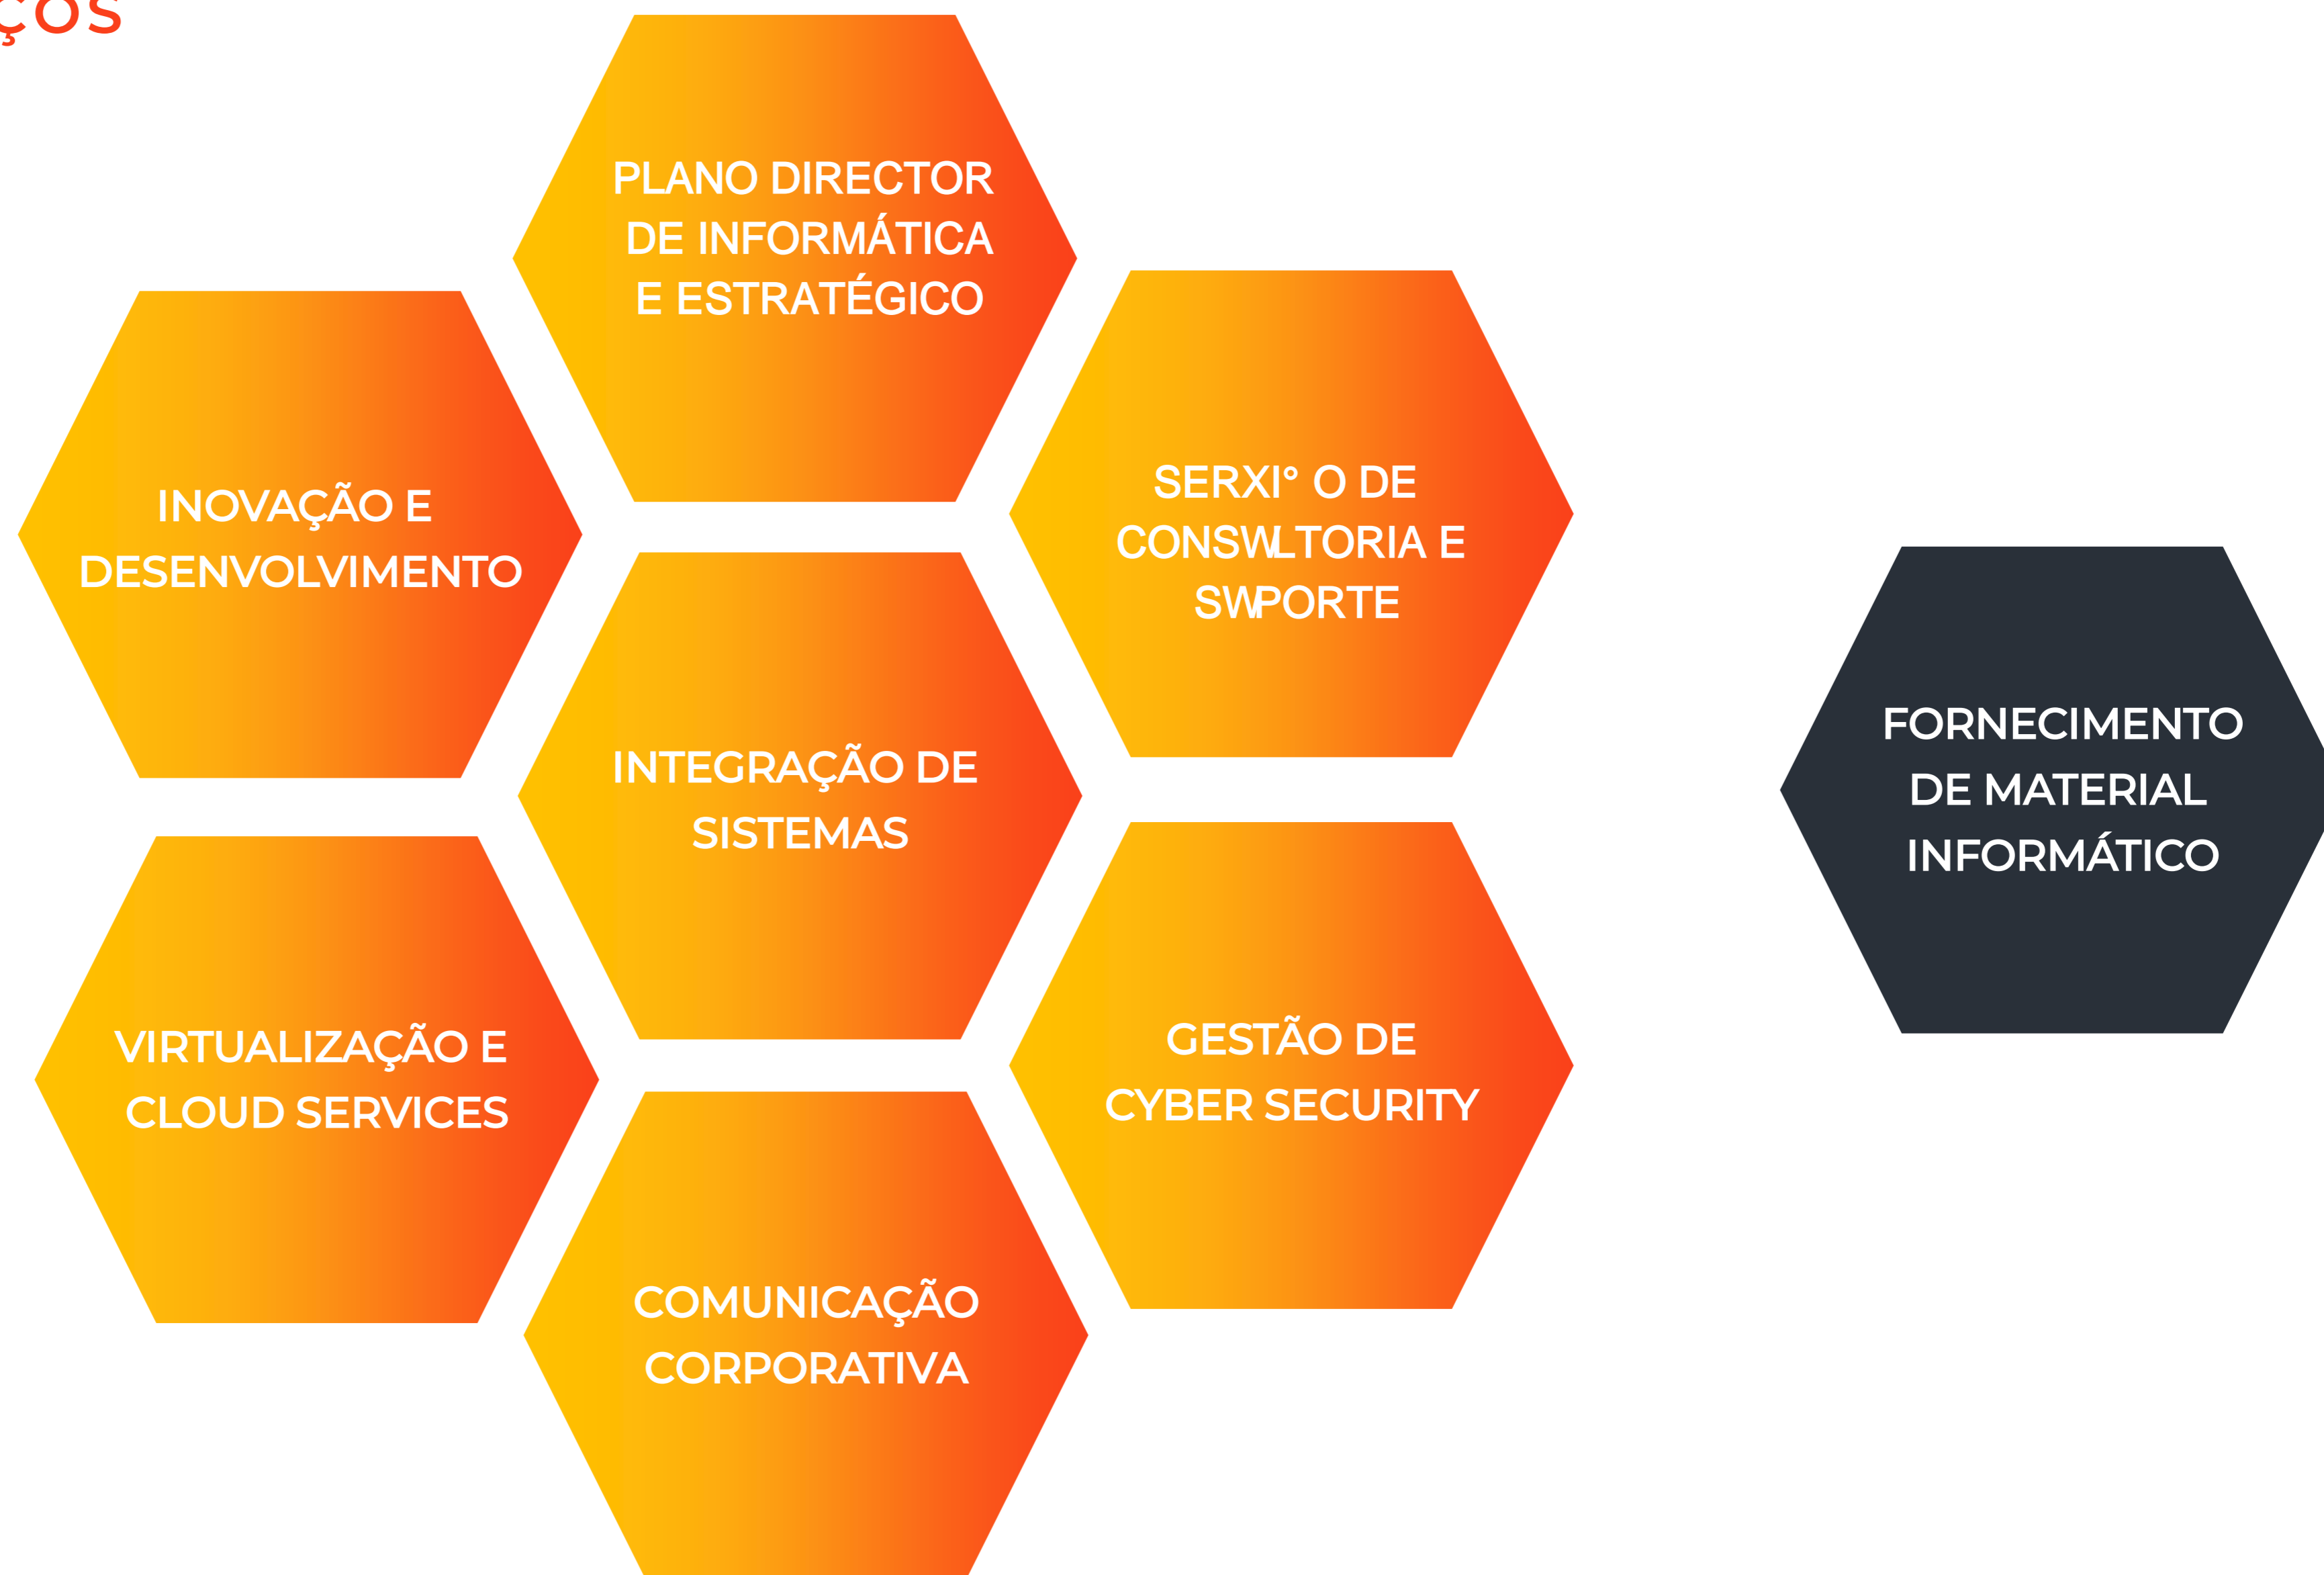 ÇOS
PLANO DIRECTOR
DE INFORMÁTICA
E ESTRATÉGICO
INOVAÇÃO E
DESENVOLVIMENTO
SERXI° O DE
CONSWLTORIA E
SWPORTE
INTEGRAÇÃO DE
SISTEMAS
FORNECIMENTO
DE MATERIAL
INFORMÁTICO
VIRTUALIZAÇÃO E
CLOUD SERVICES
GESTÃO DE
CYBER SECURITY
COMUNICAÇÃO
CORPORATIVA